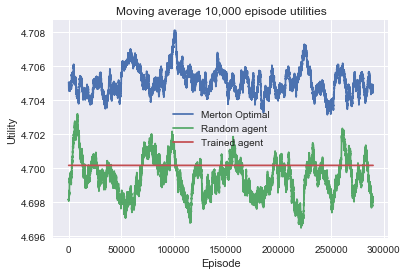 Moving average 10,000 episode utilities
4.708
4.706
4.704
4.702
4.700
4.698
4.696
Utility
Merton Optimal
Random agent
Trained agent
0 50000 100000 150000 200000 250000 300000
Episode